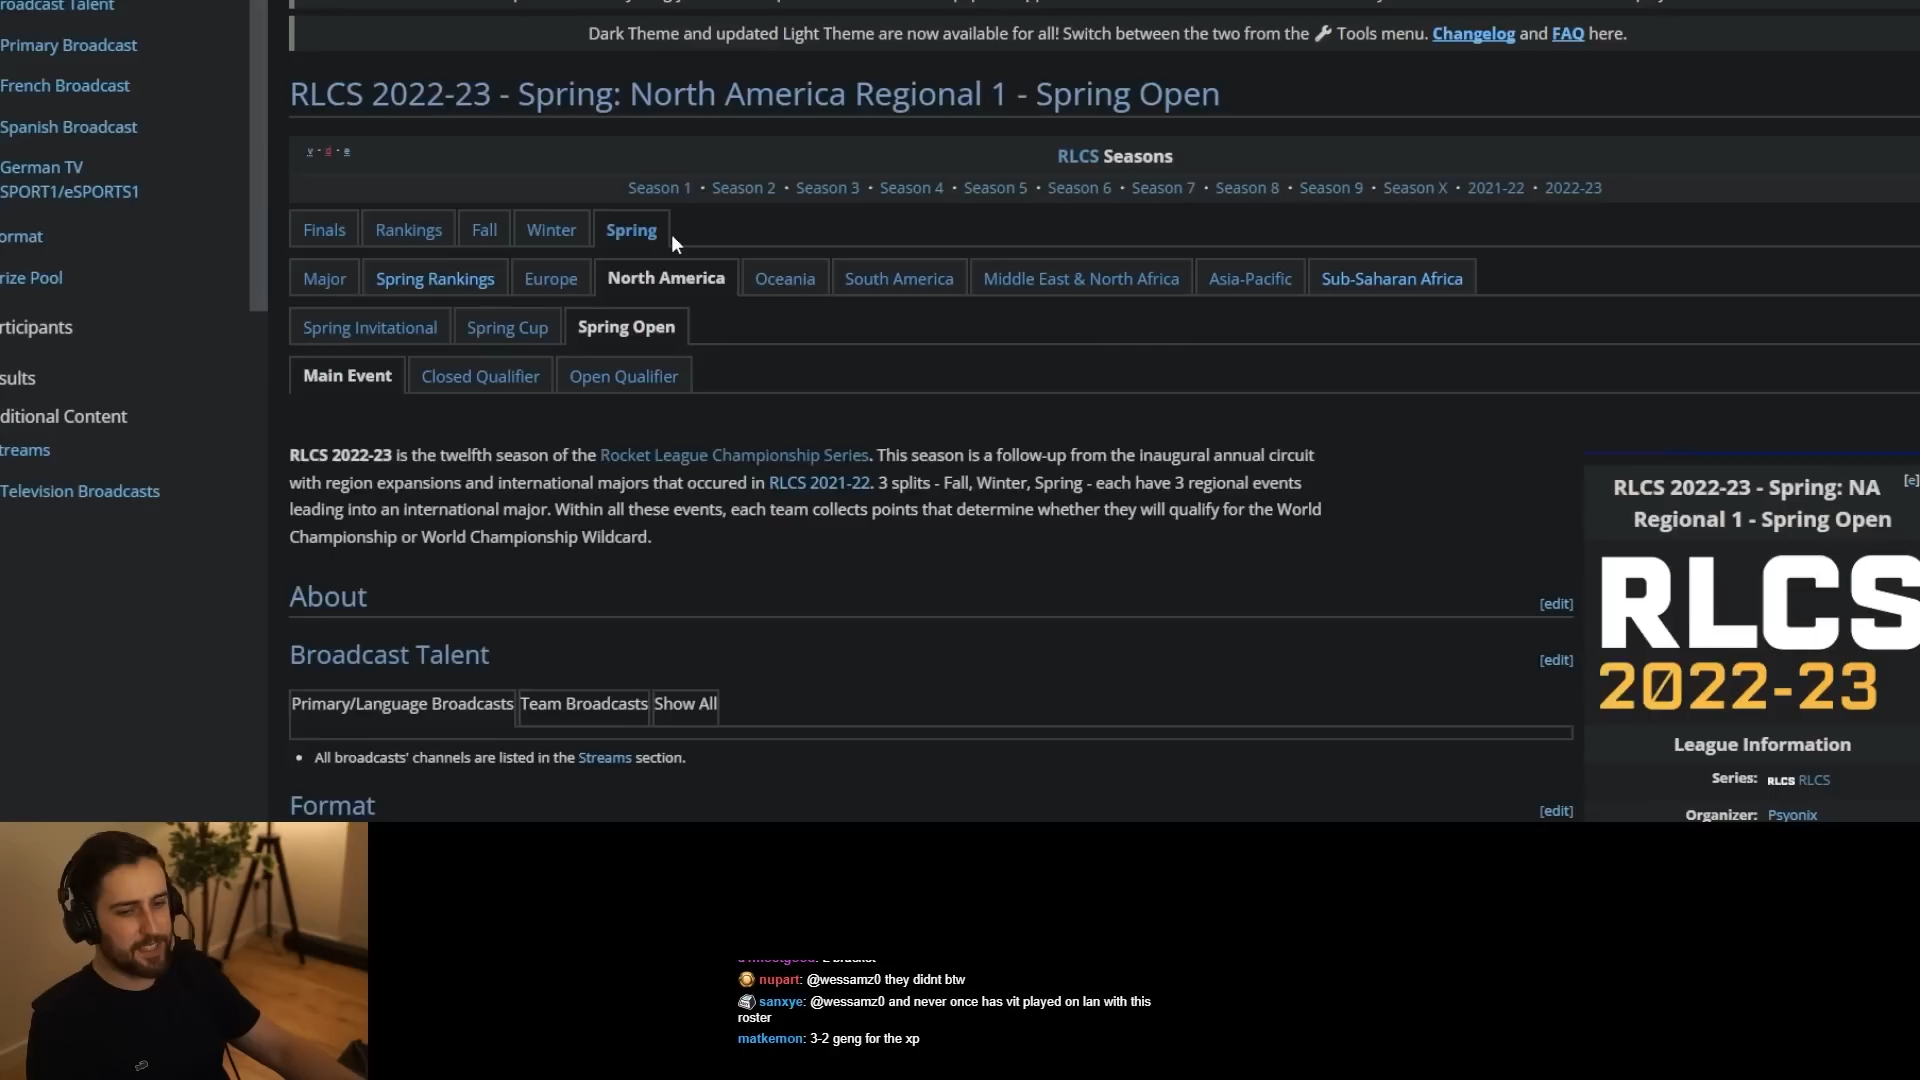 roadcast Talent
Primary Broadcast
French Broadcast
Spanish Broadcast
German TV
SPORT1/eSPORTS1
ormat
rize Pool
rticipants
sults
ditional Content
treams
Television Broadcasts
Dark Theme and updated Light Theme are now available for all! Switch between the two from the Tools menu. Changelog and FAQ here.
RLCS 2022-23 - Spring: North America Regional 1 - Spring Open
v · d · e
RLCS Seasons
Season 1 • Season 2 • Season 3 • Season 4 • Season 5 • Season 6 • Season 7 • Season 8 • Season 9 • Season X • 2021-22 • 2022-23
Finals Rankings Fall Winter Spring
Major Spring Rankings Europe North America Oceania South America Middle East & North Africa Asia-Pacific Sub-Saharan Africa
Spring Invitational Spring Cup Spring Open
Main Event Closed Qualifier Open Qualifier
RLCS 2022-23 is the twelfth season of the Rocket League Championship Series. This season is a follow-up from the inaugural annual circuit
with region expansions and international majors that occured in RLCS 2021-22. 3 splits - Fall, Winter, Spring - each have 3 regional events
leading into an international major. Within all these events, each team collects points that determine whether they will qualify for the World
Championship or World Championship Wildcard.
About [edit]
Broadcast Talent [edit]
Primary/Language Broadcasts Team Broadcasts Show All
• All broadcasts' channels are listed in the Streams section.
Format [edit]
RLCS 2022-23 - Spring: NA [e]
Regional 1 - Spring Open
RLCS
2022-23
League Information
Series: RLCS RLCS
Organizer: Psyonix
nupart: @wessamz0 they didnt btw
sanxye: @wessamz0 and never once has vit played on lan with this
roster
matkemon: 3-2 geng for the xp